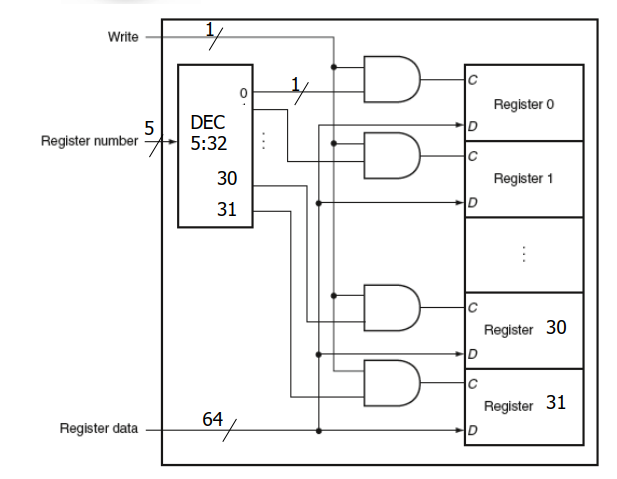 Write
1
0
1
C
Register 0
D
DEC
5:32
5
Register number
C
Register 1
D
30
31
C
Register 30
D
C
Register 31
64
Register data
D